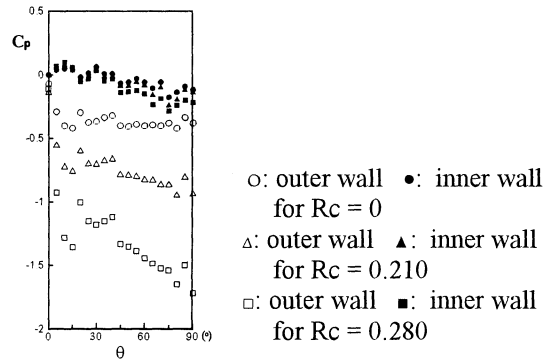 0.5
Cp
0
-0.5
-1
-1.5
-2
0 30 60 90 (°)
θ
○: outer wall ●: inner wall
for Rc = 0
△: outer wall ▲: inner wall
for Rc = 0.210
□: outer wall ■: inner wall
for Rc = 0.280